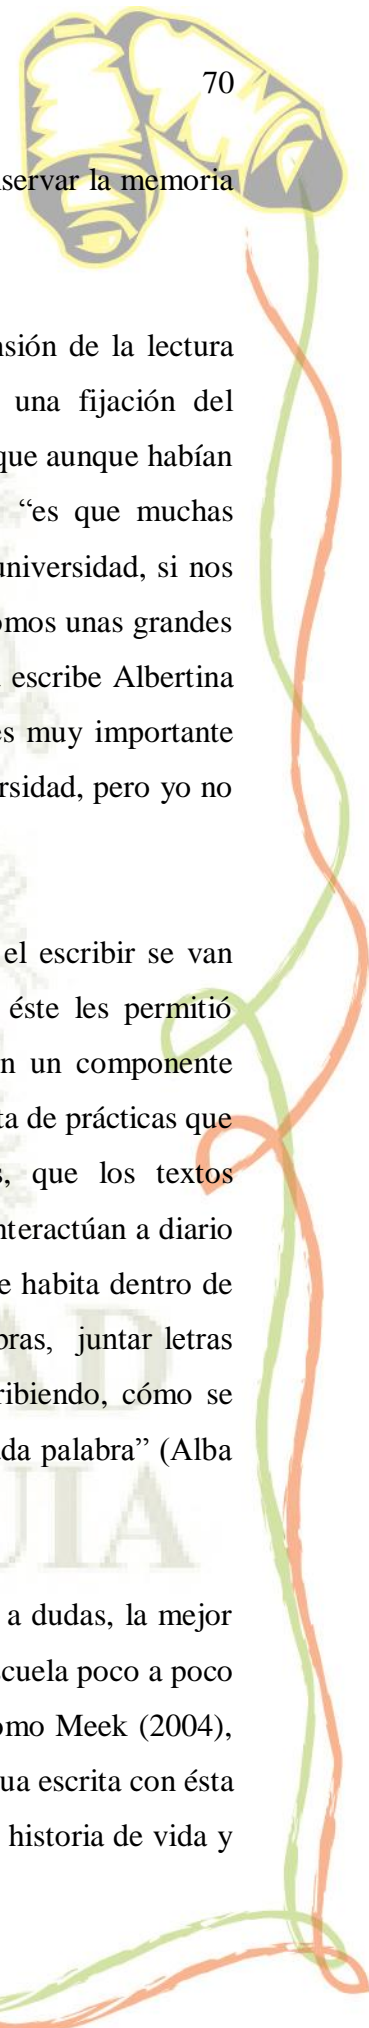 70
servar la memoria
nsión de la lectura
una fijación del
que aunque habían
“es que muchas
universidad, si nos
omos unas grandes
escribe Albertina
es muy importante
rsidad, pero yo no
el escribir se van
éste les permitió
n un componente
ta de prácticas que
s, que los textos
nteractúan a diario
e habita dentro de
bras, juntar letras
ribiendo, cómo se
da palabra” (Alba
AD
UIA
a dudas, la mejor
scuela poco a poco
omo Meek (2004),
ua escrita con ésta
historia de vida y